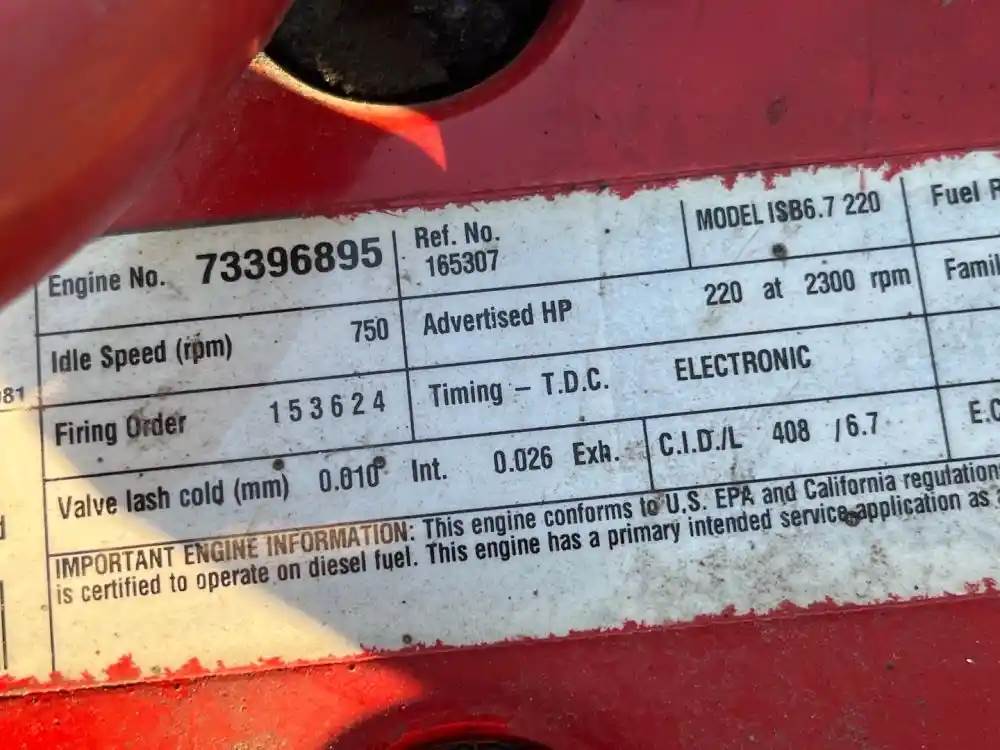 Engine No. 73396895
Ref. No.
165307
MODEL ISB6.7 220
Fuel
Idle Speed (rpm) 750
Advertised HP 220 at 2300 rpm
Famil
81
Firing Order 1 5 3 6 2 4
Timing – T.D.C. ELECTRONIC
Valve lash cold (mm) 0.010 Int. 0.026 Exh.
C.I.D./L 408 /6.7
E.C
IMPORTANT ENGINE INFORMATION: This engine conforms to U.S. EPA and California regulation
is certified to operate on diesel fuel. This engine has a primary intended service application as